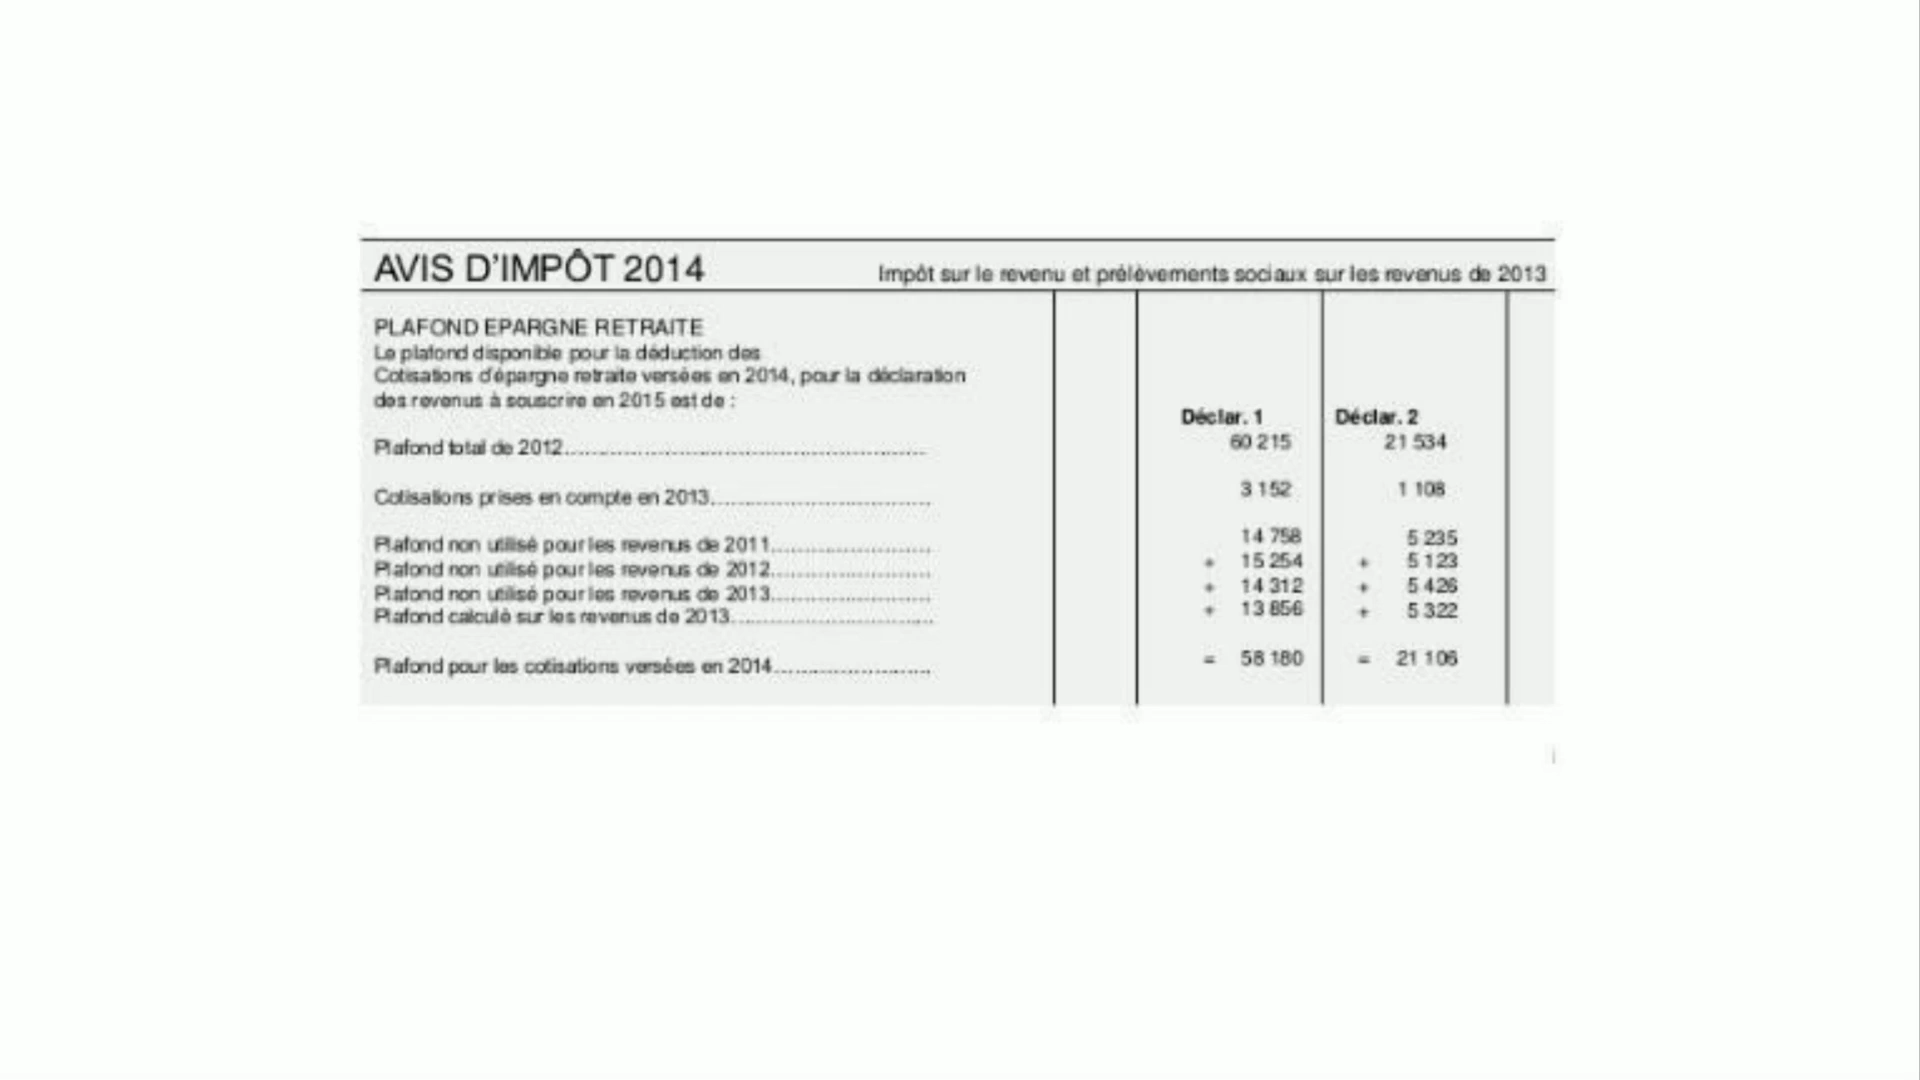 AVIS D'IMPÔT 2014 Impôt sur le revenu et prélèvements sociaux sur les revenus de 2013
PLAFOND EPARGNE RETRAITE
Le plafond disponible pour la déduction des
Cotisations d'épargne retraite versées en 2014, pour la déclaration
des revenus à souscrire en 2015 est de :
Déclar. 1 Déclar. 2
Plafond total de 2012 60 215 21 534
Cotisations prises en compte en 2013 3 152 1 108
Plafond non utilisé pour les revenus de 2011 14 758 5 235
Plafond non utilisé pour les revenus de 2012 + 15 254 + 5 123
Plafond non utilisé pour les revenus de 2013 + 14 312 + 5 426
Plafond calculé sur les revenus de 2013 + 13 856 + 5 322
Plafond pour les cotisations versées en 2014 = 58 180 = 21 106